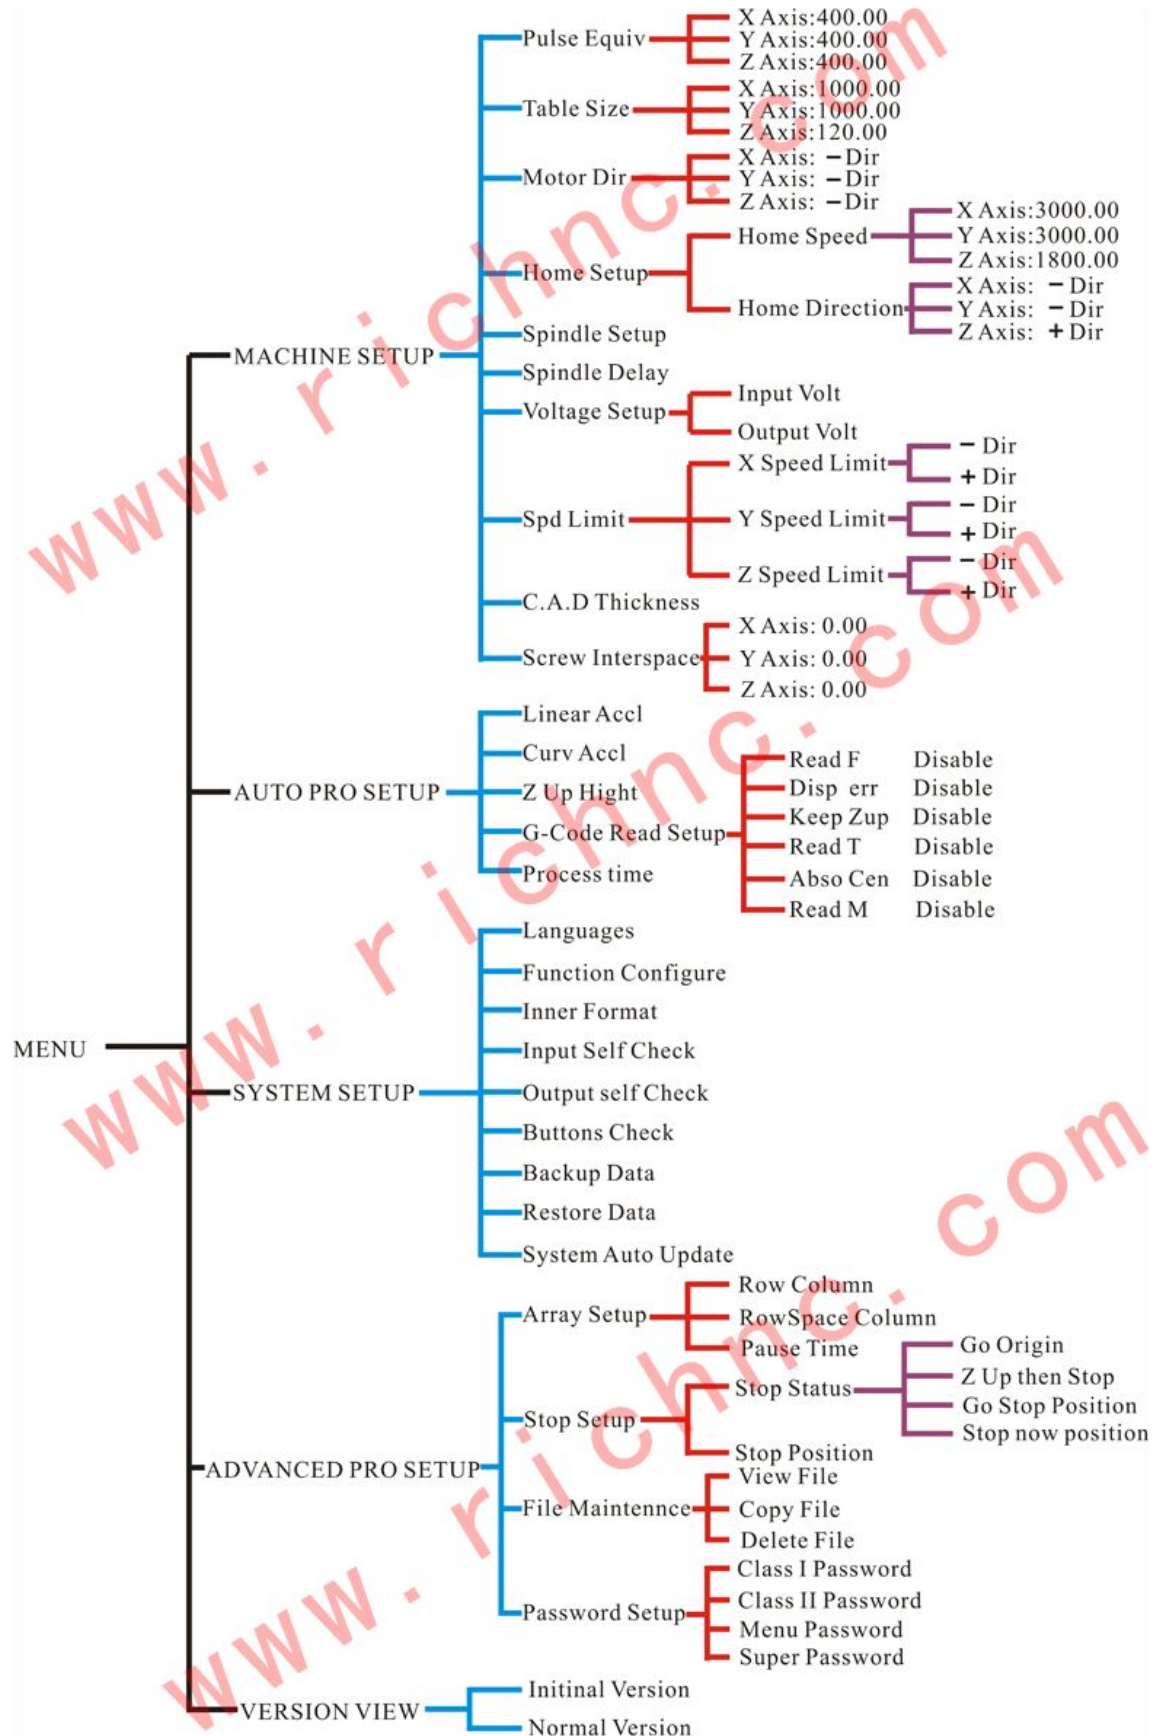 MENU
MACHINE SETUP
Pulse Equiv
X Axis:400.00
Y Axis:400.00
Z Axis:400.00
Table Size
X Axis:1000.00
Y Axis:1000.00
Z Axis:120.00
Motor Dir
X Axis: －Dir
Y Axis: －Dir
Z Axis: －Dir
Home Setup
Home Speed
X Axis:3000.00
Y Axis:3000.00
Z Axis:1800.00
Home Direction
X Axis: －Dir
Y Axis: －Dir
Z Axis: ＋Dir
Spindle Setup
Spindle Delay
Voltage Setup
Input Volt
Output Volt
Spd Limit
X Speed Limit
－ Dir
＋ Dir
Y Speed Limit
－ Dir
＋ Dir
Z Speed Limit
－ Dir
＋ Dir
C.A.D Thickness
Screw Interspace
X Axis: 0.00
Y Axis: 0.00
Z Axis: 0.00
AUTO PRO SETUP
Linear Accl
Curv Accl
Z Up Hight
G-Code Read Setup
Read F Disable
Disp err Disable
Keep Zup Disable
Read T Disable
Abso Cen Disable
Read M Disable
Process time
SYSTEM SETUP
Languages
Function Configure
Inner Format
Input Self Check
Output self Check
Buttons Check
Backup Data
Restore Data
System Auto Update
ADVANCED PRO SETUP
Array Setup
Row Column
RowSpace Column
Pause Time
Stop Setup
Stop Status
Go Origin
Z Up then Stop
Go Stop Position
Stop now position
Stop Position
File Maintennce
View File
Copy File
Delete File
Password Setup
Class I Password
Class II Password
Menu Password
Super Password
VERSION VIEW
Initinal Version
Normal Version
www.richnc.com
www.richnc.com
www.richnc.com